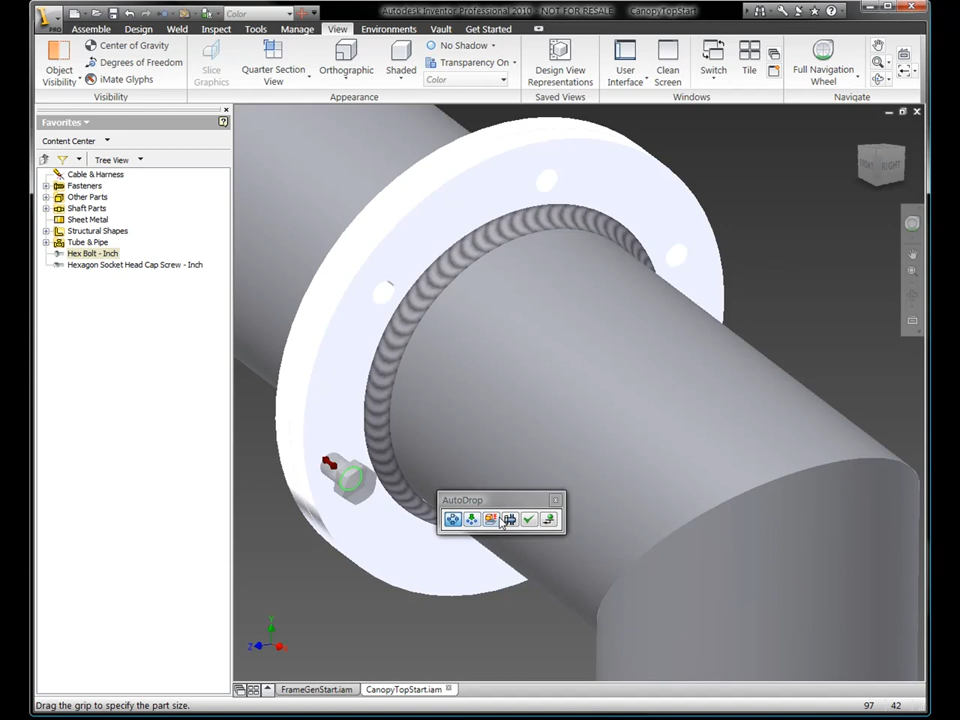 Color
Autodesk Inventor Professional 2010 - NOT FOR RESALE CanopyTopStart
PRO Assemble Design Weld Inspect Tools Manage View Environments Vault Get Started
Object Visibility
Center of Gravity
Degrees of Freedom
iMate Glyphs
Visibility
Slice Graphics
Quarter Section View
Orthographic
Shaded
No Shadow
Transparency On
Color
Appearance
Design View Representations
Saved Views
User Interface
Clean Screen
Switch
Tile
Windows
Full Navigation Wheel
Navigate
Favorites
Content Center
Tree View
Cable & Harness
Fasteners
Other Parts
Shaft Parts
Sheet Metal
Structural Shapes
Tube & Pipe
Hex Bolt - Inch
Hexagon Socket Head Cap Screw - Inch
RIGHT
AutoDrop
Y
Z
FrameGenStart.iam CanopyTopStart.iam
Drag the grip to specify the part size. 97 42